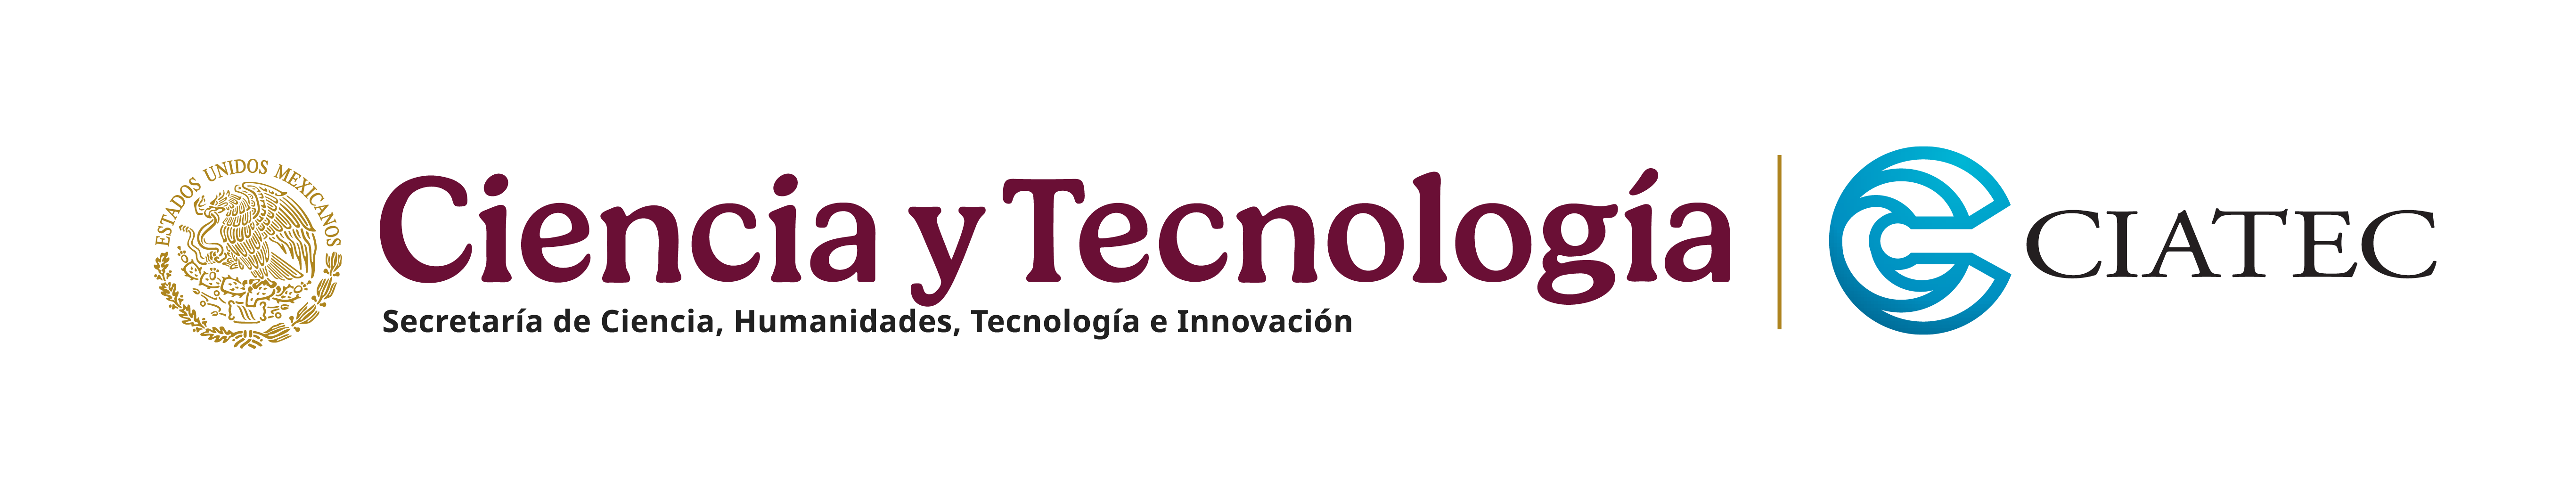 ESTADOS UNIDOS MEXICANOS
Ciencia y Tecnología
Secretaría de Ciencia, Humanidades, Tecnología e Innovación
CIATEC